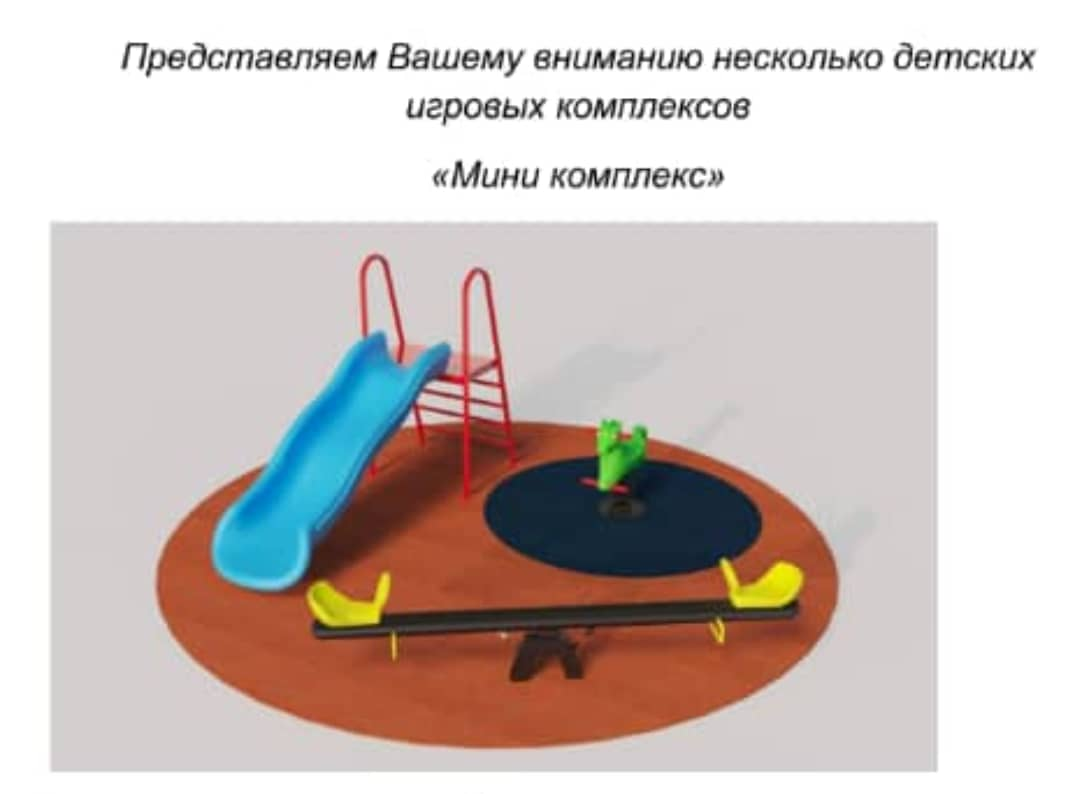 Представляем Вашему вниманию несколько детских
игровых комплексов
«Мини комплекс»